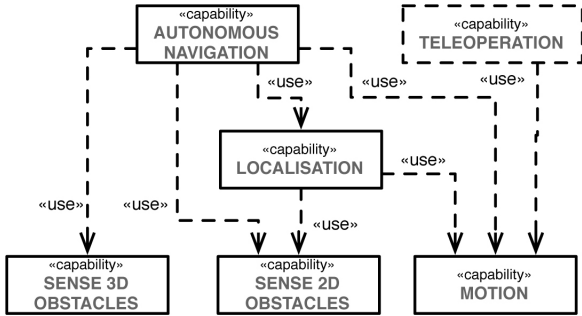 «capability»
AUTONOMOUS
NAVIGATION
«capability»
TELEOPERATION
«use»
«use»
«use»
«capability»
LOCALISATION
«use»
«use»
«use»
«use»
«capability»
SENSE 3D
OBSTACLES
«capability»
SENSE 2D
OBSTACLES
«capability»
MOTION